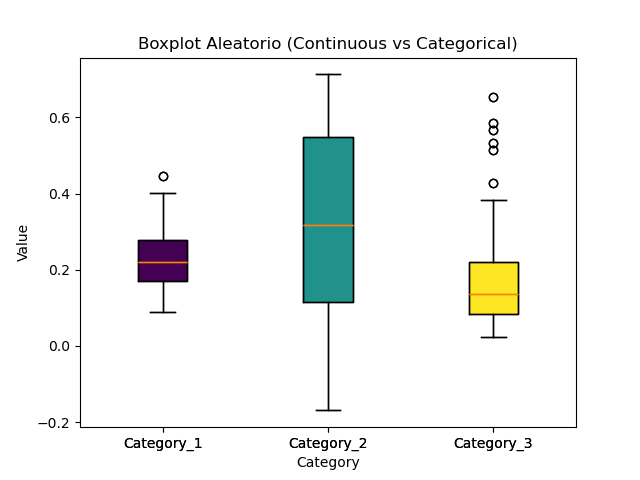 Boxplot Aleatorio (Continuous vs Categorical)
0.6
0.4
0.2
0.0
−0.2
Value
Category_1 Category_2 Category_3
Category